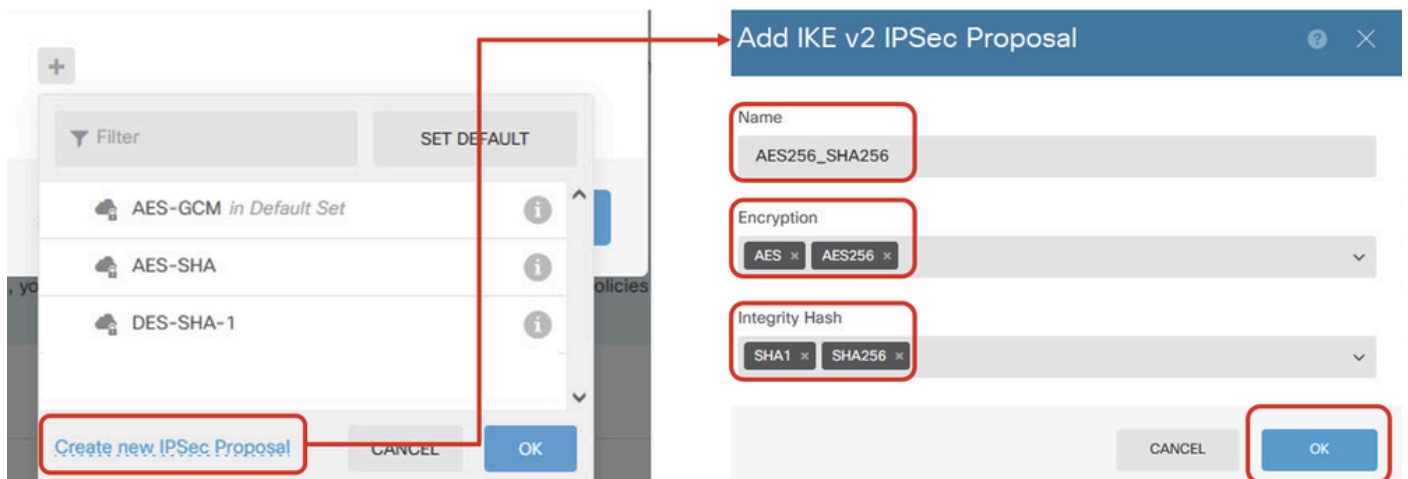 +
Filter
SET DEFAULT
AES-GCM in Default Set
AES-SHA
, yo
olicies
DES-SHA-1
Create new IPSec Proposal
CANCEL
OK
Add IKE v2 IPSec Proposal
?
Name
AES256_SHA256
Encryption
AES × AES256 ×
Integrity Hash
SHA1 × SHA256 ×
CANCEL
OK